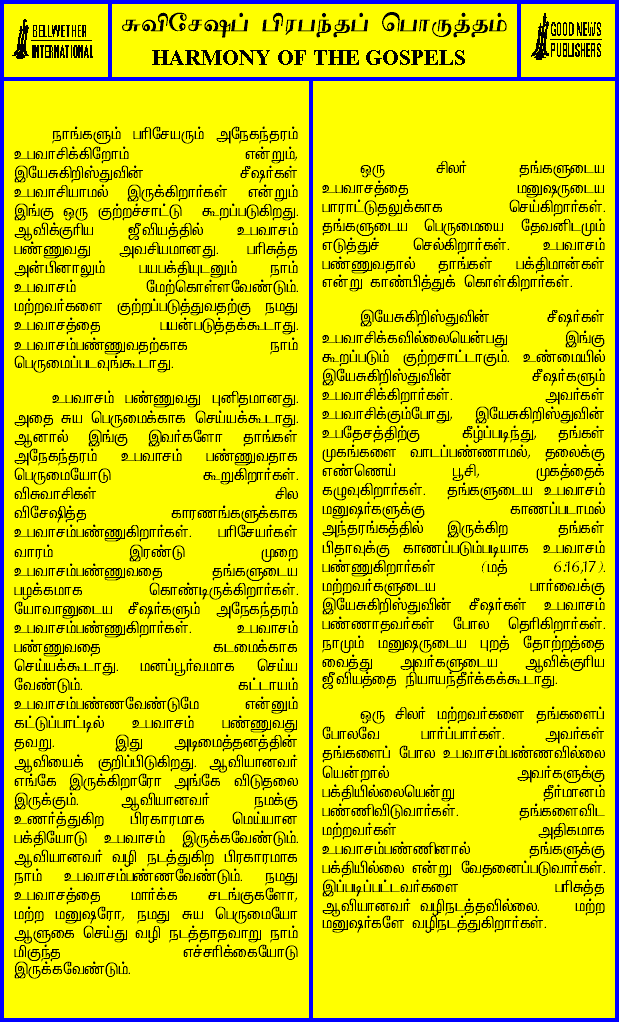 BELLWETHER
INTERNATIONAL
சுவிசேஷப் பிரபந்தப் பொருத்தம்
HARMONY OF THE GOSPELS
GOOD NEWS
PUBLISHERS
நாங்களும் பரிசேயரும் அநேகந்தரம்
உபவாசிக்கிறோம் என்றும்,
இயேசுகிறிஸ்துவின் சீஷர்கள்
உபவாசியாமல் இருக்கிறார்கள் என்றும்
இங்கு ஒரு குற்றச்சாட்டு கூறப்படுகிறது.
ஆவிக்குரிய ஜீவியத்தில் உபவாசம்
பண்ணுவது அவசியமானது. பரிசுத்த
அன்பினாலும் பயபக்தியுடனும் நாம்
உபவாசம் மேற்கொள்ளவேண்டும்.
மற்றவர்களை குற்றப்படுத்துவதற்கு நமது
உபவாசத்தை பயன்படுத்தக்கூடாது.
உபவாசம்பண்ணுவதற்காக நாம்
பெருமைப்படவுங்கூடாது.
உபவாசம் பண்ணுவது புனிதமானது.
அதை சுய பெருமைக்காக செய்யக்கூடாது.
ஆனால் இங்கு இவர்களோ, தாங்கள்
அநேகந்தரம் உபவாசம் பண்ணுவதாக
பெருமையோடு கூறுகிறார்கள்.
விசுவாசிகள் சில
விசேஷித்த காரணங்களுக்காக
உபவாசம்பண்ணுகிறார்கள். பரிசேயர்கள்
வாரம் இரண்டு முறை
உபவாசம்பண்ணுவதை தங்களுடைய
பழக்கமாக கொண்டிருக்கிறார்கள்.
யோவானுடைய சீஷர்களும் அநேகந்தரம்
உபவாசம்பண்ணுகிறார்கள். உபவாசம்
பண்ணுவதை கடமைக்காக
செய்யக்கூடாது. மனப்பூர்வமாக செய்ய
வேண்டும். கட்டாயம்
உபவாசம்பண்ணவேண்டுமே என்னும்
கட்டுப்பாட்டில் உபவாசம் பண்ணுவது
தவறு. இது அடிமைத்தனத்தின்
ஆவியைக் குறிப்பிடுகிறது. ஆவியானவர்
எங்கே இருக்கிறாரோ அங்கே விடுதலை
இருக்கும். ஆவியானவர் நமக்கு
உணர்த்துகிற பிரகாரமாக மெய்யான
பக்தியோடு உபவாசம் இருக்கவேண்டும்.
ஆவியானவர் வழி நடத்துகிற பிரகாரமாக
நாம் உபவாசம்பண்ணவேண்டும். நமது
உபவாசத்தை மார்க்க சடங்குகளோ,
மற்ற மனுஷரோ, நமது சுய பெருமையோ
ஆளுகை செய்து வழி நடத்தாதவாறு நாம்
மிகுந்த எச்சரிக்கையோடு
இருக்கவேண்டும்.
ஒரு சிலர் தங்களுடைய
உபவாசத்தை மனுஷருடைய
பாராட்டுதலுக்காக செய்கிறார்கள்.
தங்களுடைய பெருமையை தேவனிடமும்
எடுத்துச் செல்கிறார்கள். உபவாசம்
பண்ணுவதால் தாங்கள் பக்திமான்கள்
என்று காண்பித்துக் கொள்கிறார்கள்.
இயேசுகிறிஸ்துவின் சீஷர்கள்
உபவாசிக்கவில்லையென்பது இங்கு
கூறப்படும் குற்றசாட்டாகும். உண்மையில்
இயேசுகிறிஸ்துவின் சீஷர்களும்
உபவாசிக்கிறார்கள். அவர்கள்
உபவாசிக்கும்போது, இயேசுகிறிஸ்துவின்
உபதேசத்திற்கு கீழ்ப்படிந்து, தங்கள்
முகங்களை வாடப்பண்ணாமல், தலைக்கு
எண்ணெய் பூசி, முகத்தைக்
கழுவுகிறார்கள். தங்களுடைய உபவாசம்
மனுஷர்களுக்கு காணப்படாமல்
அந்தரங்கத்தில் இருக்கிற தங்கள்
பிதாவுக்கு காணப்படும்படியாக உபவாசம்
பண்ணுகிறார்கள் (மத் 6:16,17).
மற்றவர்களுடைய பார்வைக்கு
இயேசுகிறிஸ்துவின் சீஷர்கள் உபவாசம்
பண்ணாதவர்கள் போல தெரிகிறார்கள்.
நாமும் மனுஷருடைய புறத் தோற்றத்தை
வைத்து அவர்களுடைய ஆவிக்குரிய
ஜீவியத்தை நியாயந்தீர்க்கக்கூடாது.
ஒரு சிலர் மற்றவர்களை தங்களைப்
போலவே பார்ப்பார்கள். அவர்கள்
தங்களைப் போல உபவாசம்பண்ணவில்லை
யென்றால் அவர்களுக்கு
பக்தியில்லையென்று தீர்மானம்
பண்ணிவிடுவார்கள். தங்களைவிட
மற்றவர்கள் அதிகமாக
உபவாசம்பண்ணினால் தங்களுக்கு
பக்தியில்லை என்று வேதனைப்படுவார்கள்.
இப்படிப்பட்டவர்களை பரிசுத்த
ஆவியானவர் வழிநடத்தவில்லை. மற்ற
மனுஷர்களே வழிநடத்துகிறார்கள்.